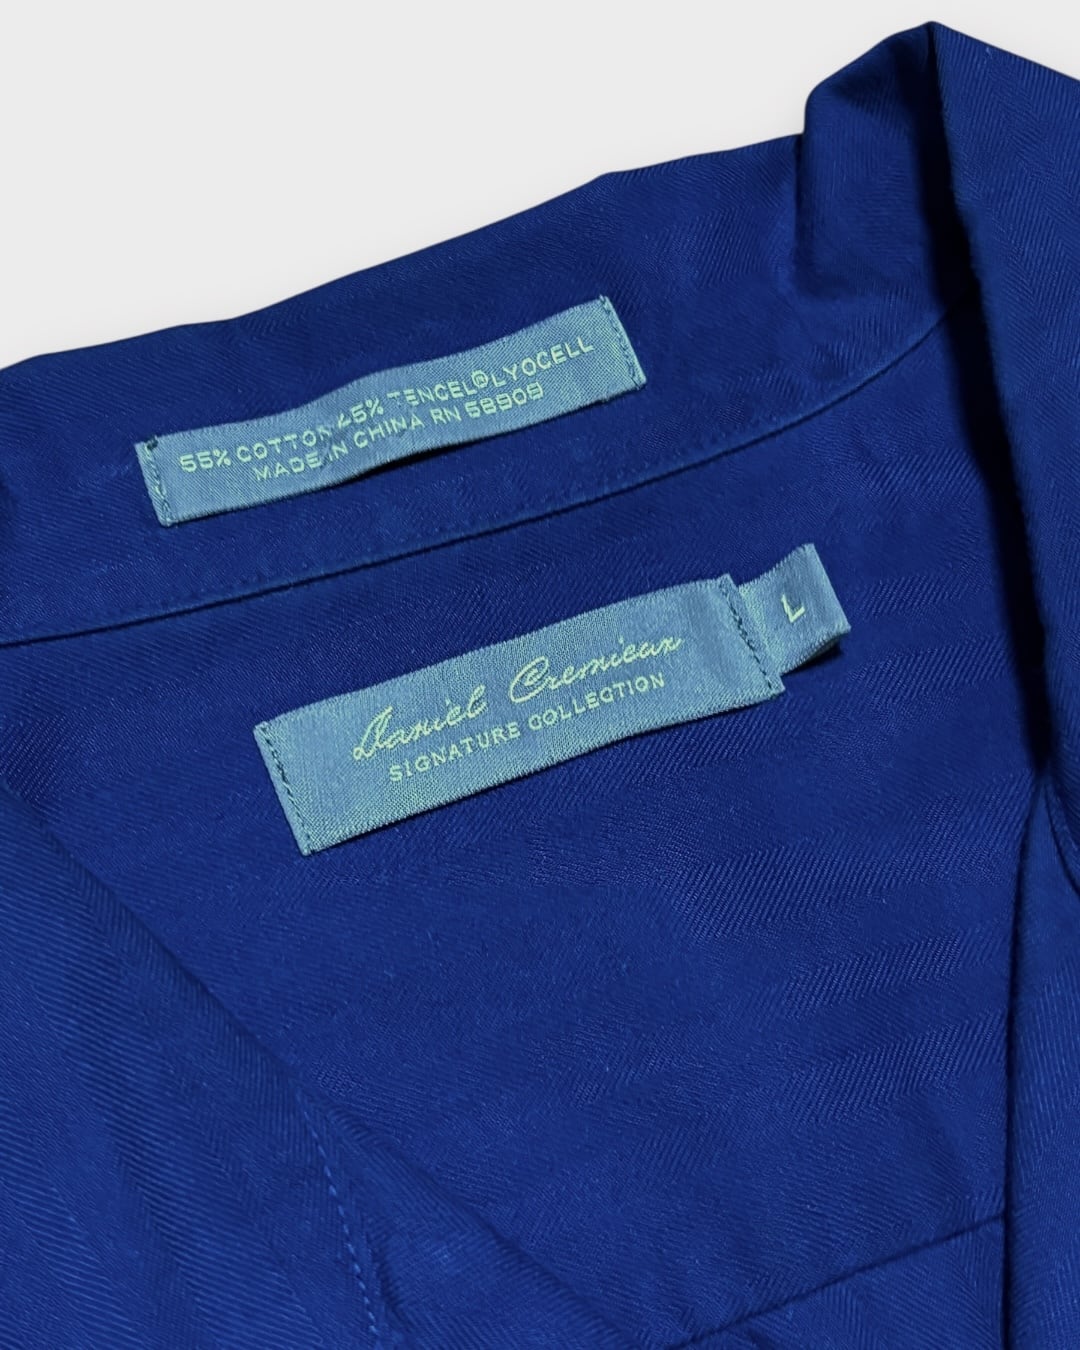 55% COTTON 45% TENCEL® LYOCELL
MADE IN CHINA RN 58909
L
Daniel Cremieux
SIGNATURE COLLECTION